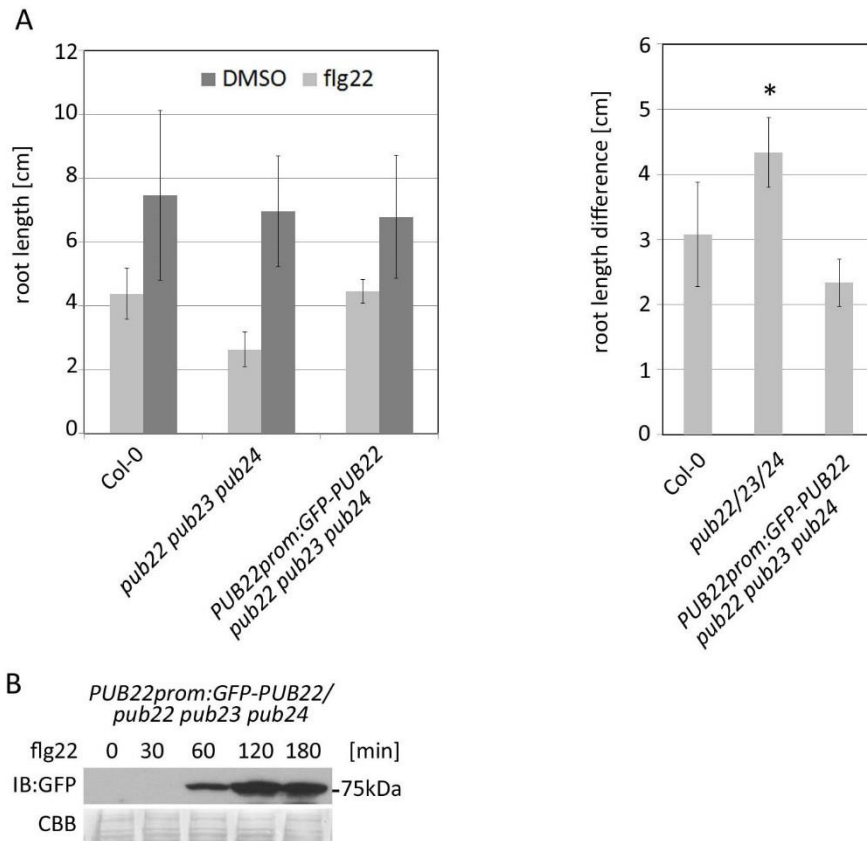 A
12
10
8
6
4
2
0
root length [cm]
DMSO flg22
Col-0
pub22 pub23 pub24
PUB22prom:GFP-PUB22
pub22 pub23 pub24
6
5
4
3
2
1
0
root length difference [cm]
*
Col-0
pub22/23/24
PUB22prom:GFP-PUB22
pub22 pub23 pub24
B
PUB22prom:GFP-PUB22/
pub22 pub23 pub24
flg22 0 30 60 120 180 [min]
IB:GFP -75kDa
CBB